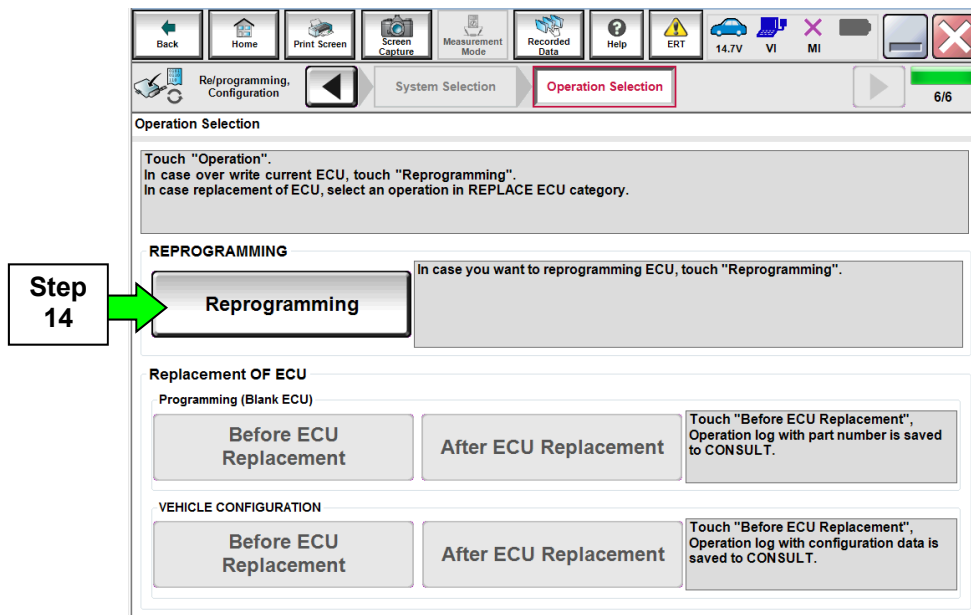 Back
Home
Print Screen
Screen
Capture
Measurement
Mode
Recorded
Data
Help
ERT
14.7V
VI
MI
Re/programming,
Configuration
System Selection
Operation Selection
6/6
Operation Selection
Touch "Operation".
In case over write current ECU, touch "Reprogramming".
In case replacement of ECU, select an operation in REPLACE ECU category.
REPROGRAMMING
Step
14
Reprogramming
In case you want to reprogramming ECU, touch "Reprogramming".
Replacement OF ECU
Programming (Blank ECU)
Before ECU
Replacement
After ECU Replacement
Touch "Before ECU Replacement",
Operation log with part number is saved
to CONSULT.
VEHICLE CONFIGURATION
Before ECU
Replacement
After ECU Replacement
Touch "Before ECU Replacement",
Operation log with configuration data is
saved to CONSULT.